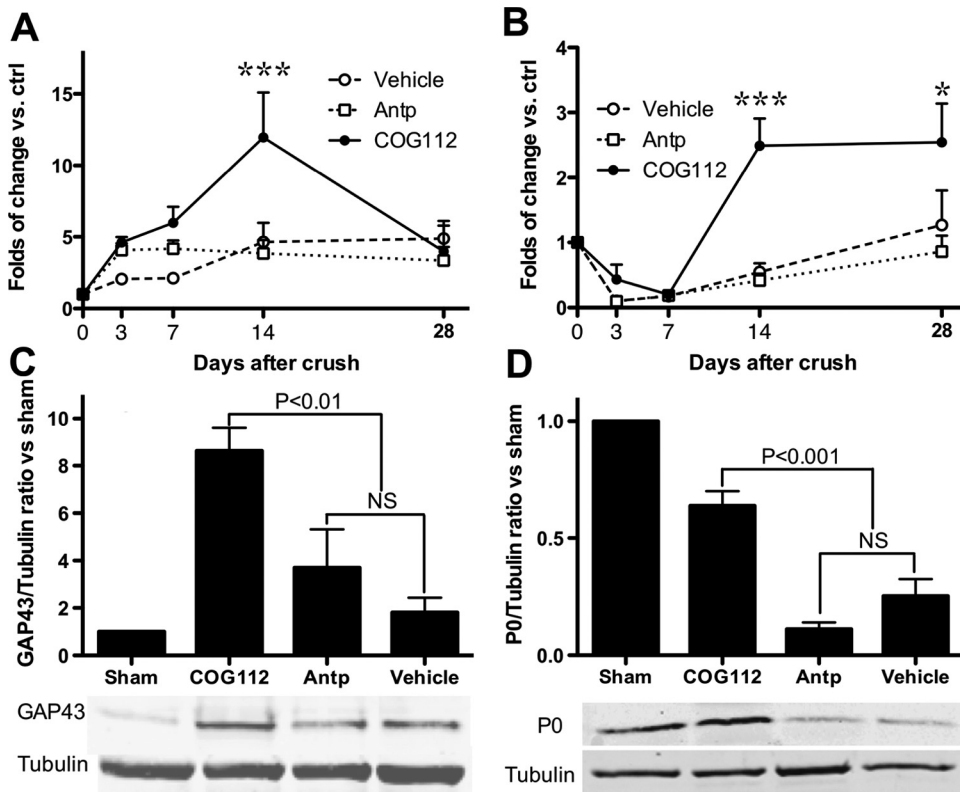 A
Folds of change vs. ctrl
15
10
5
0
***
Vehicle
Antp
COG112
0 3 7 14 28
Days after crush
B
Folds of change vs. ctrl
4
3
2
1
0
***
*
Vehicle
Antp
COG112
0 3 7 14 28
Days after crush
C
GAP43/Tubulin ratio vs sham
10
8
6
4
2
0
P<0.01
NS
Sham COG112 Antp Vehicle
GAP43
Tubulin
D
P0/Tubulin ratio vs sham
1.0
0.5
0.0
P<0.001
NS
Sham COG112 Antp Vehicle
P0
Tubulin